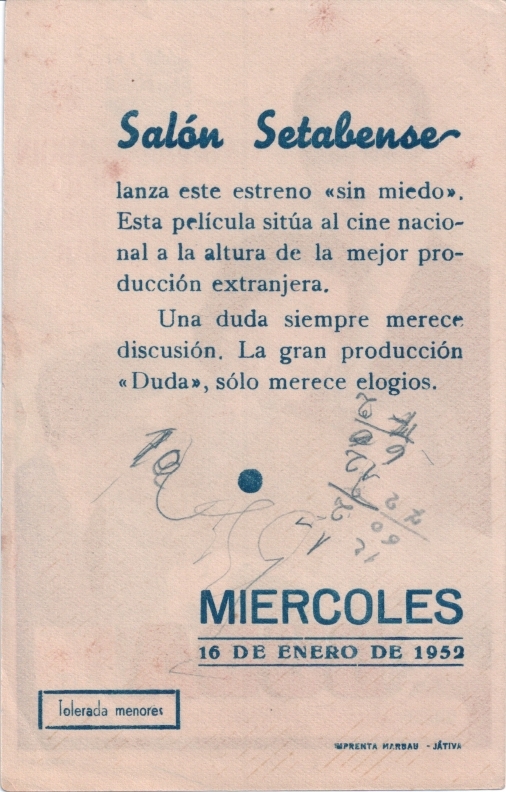 Salón Setabense
lanza este estreno «sin miedo».
Esta película sitúa al cine nacio-
nal a la altura de la mejor pro-
ducción extranjera.
Una duda siempre merece
discusión. La gran producción
«Duda», sólo merece elogios.
MIERCOLES
16 DE ENERO DE 1952
Tolerada menores
IMPRENTA MARBAU - JÁTIVA